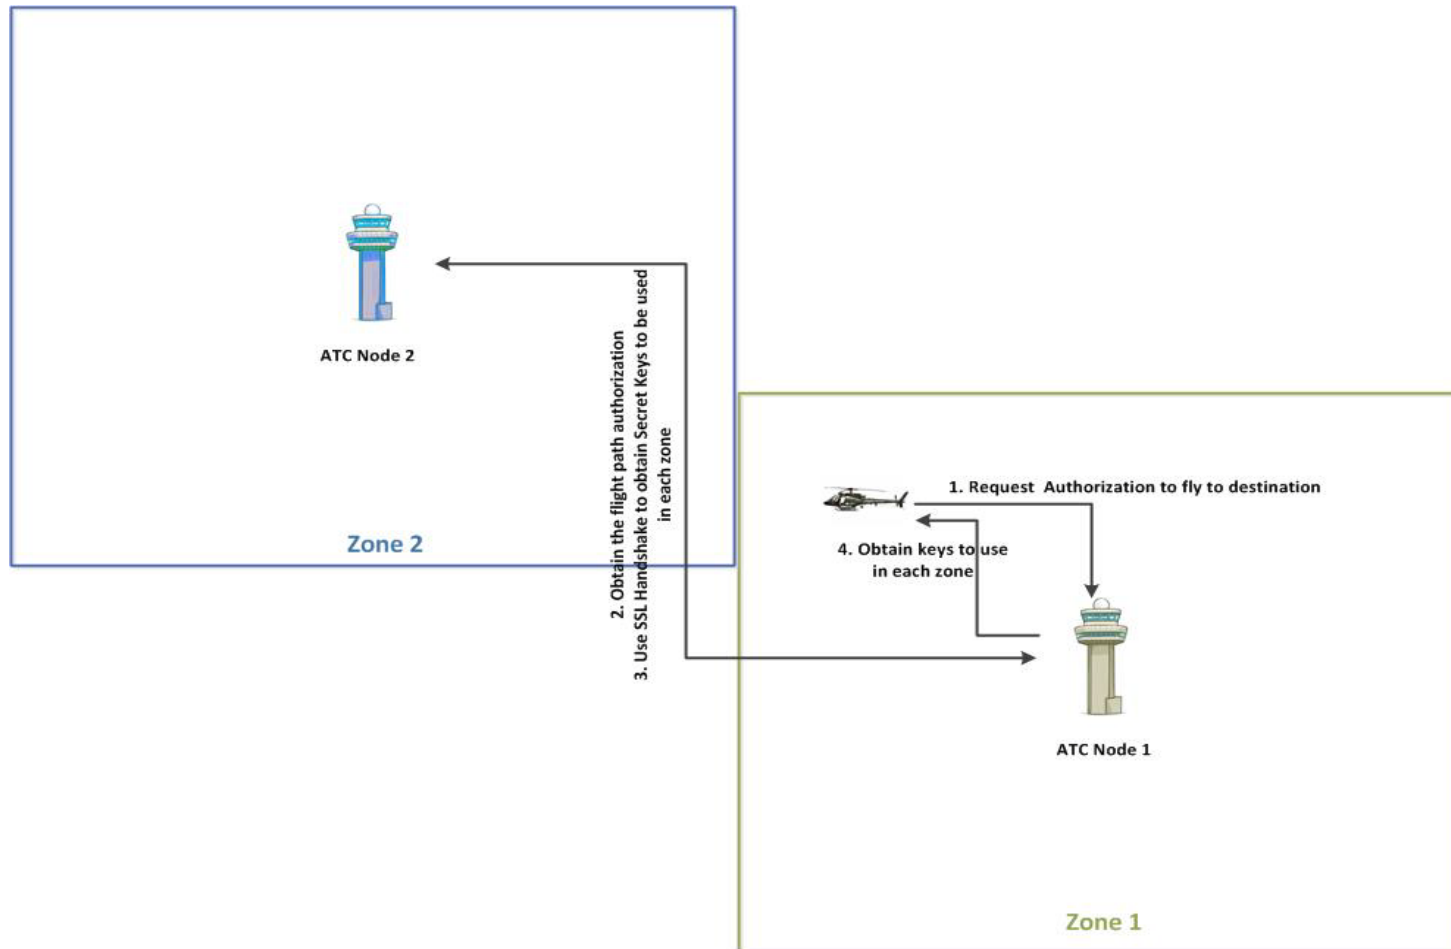 ATC Node 2
Zone 2
2. Obtain the flight path authorization
3. Use SSL Handshake to obtain Secret Keys to be used
in each zone
1. Request Authorization to fly to destination
4. Obtain keys to use
in each zone
ATC Node 1
Zone 1